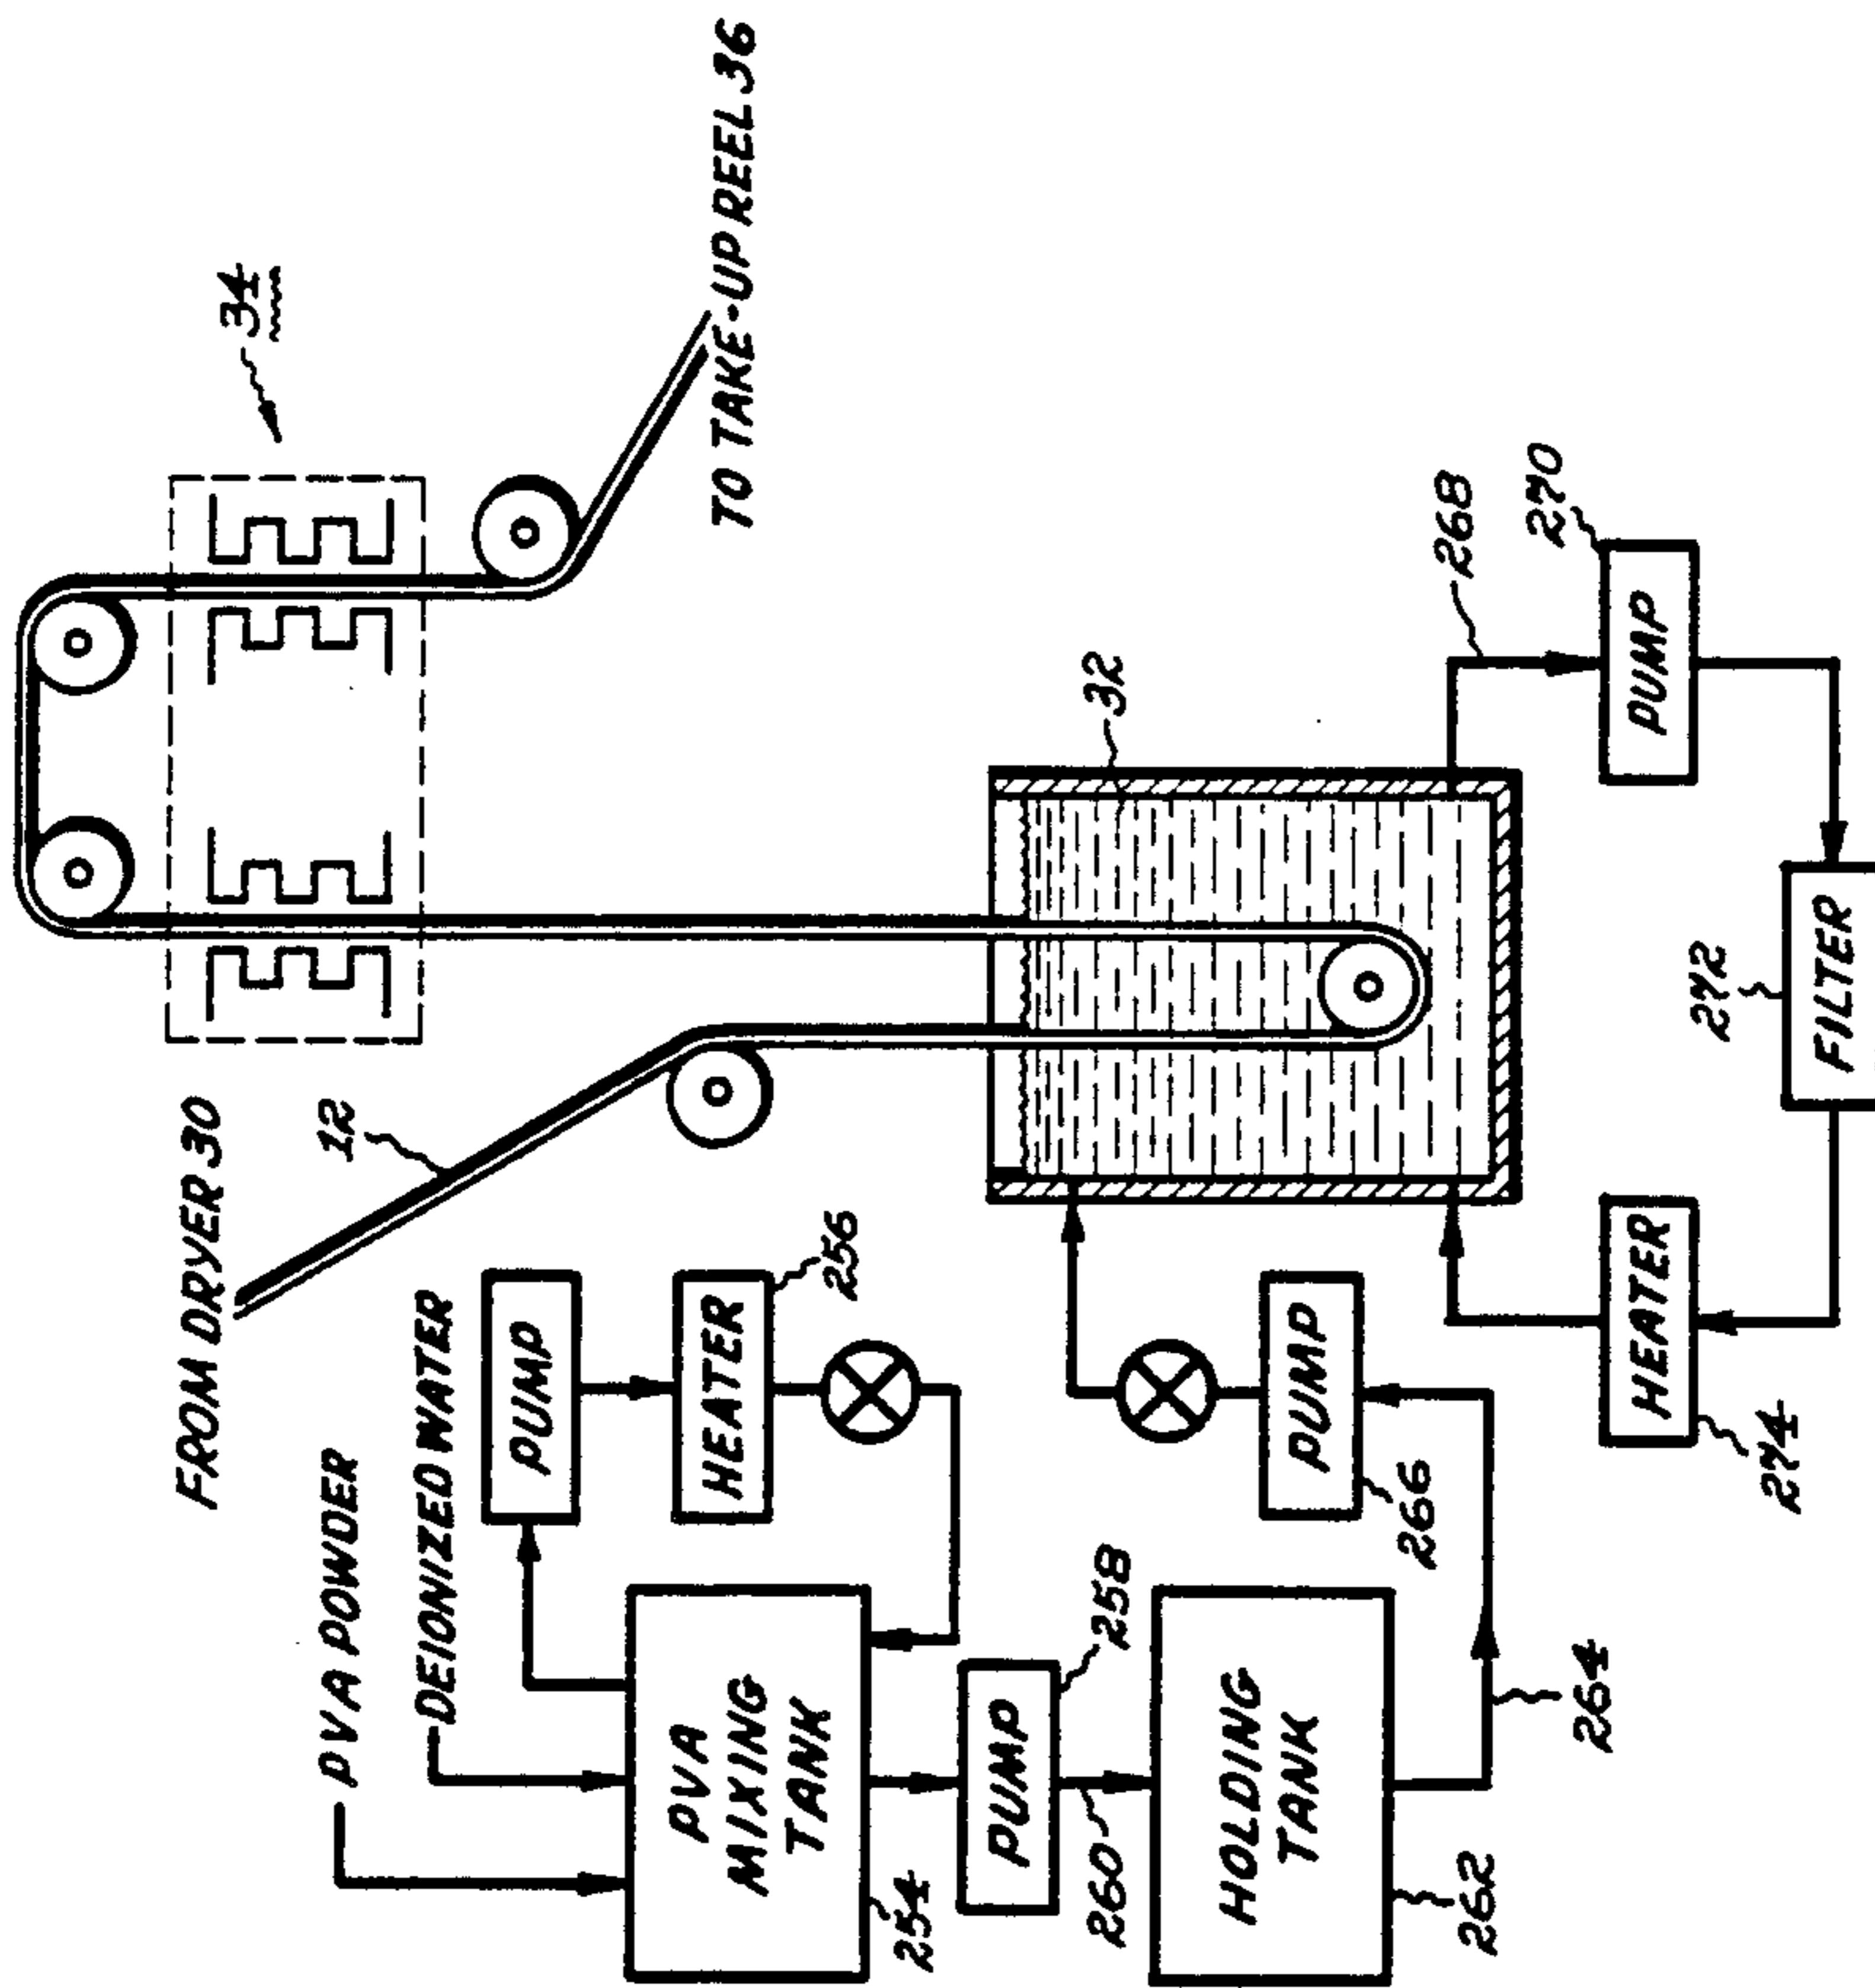 FROM DRYER 30
12
34
TO TAKE-UP REEL 36
PVA POWDER
DEIONIZED WATER
PUMP
HEATER
256
PVA
MIXING
TANK
254
PUMP
258
260
HOLDING
TANK
262
264
PUMP
266
32
268
PUMP
270
FILTER
272
HEATER
274